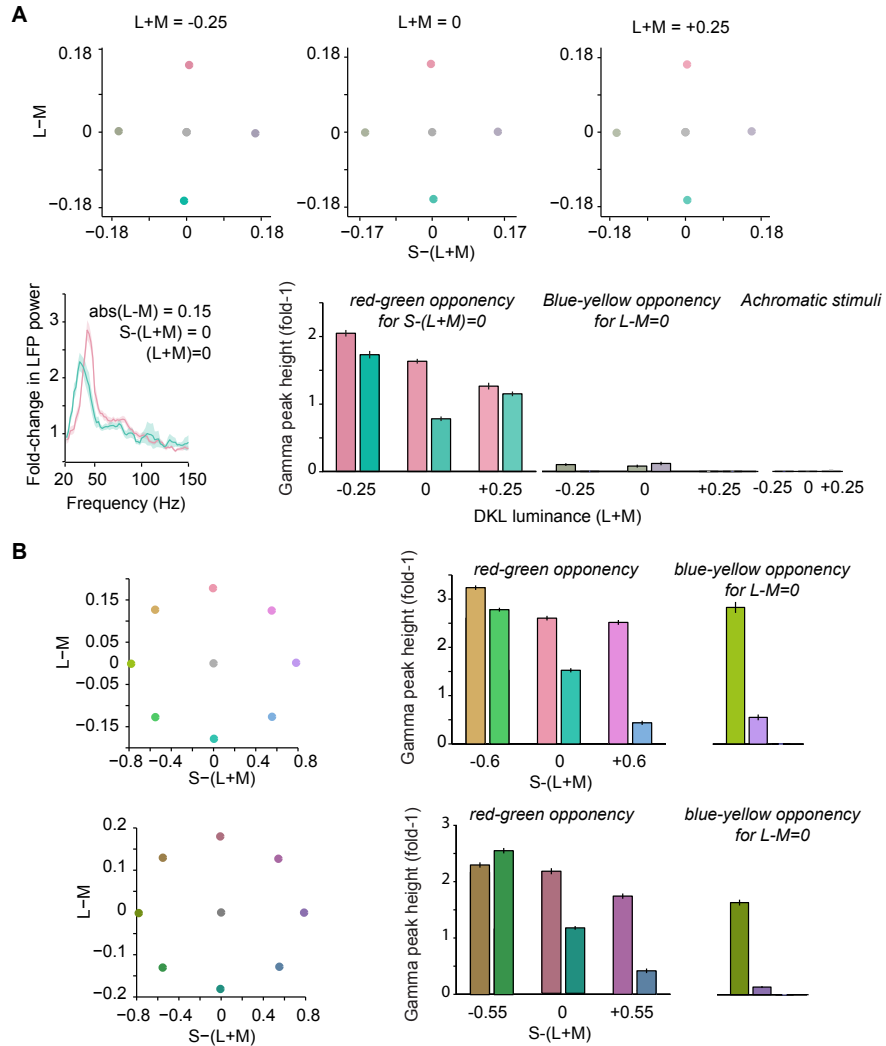 A
L+M = -0.25
L+M = 0
L+M = +0.25
L−M
0.18
0
−0.18
−0.18 0 0.18
−0.17 0 0.17
−0.18 0 0.18
S−(L+M)
Fold-change in LFP power
3
2
1
abs(L-M) = 0.15
S-(L+M) = 0
(L+M)=0
20 50 100 150
Frequency (Hz)
Gamma peak height (fold-1)
2
1
0
red-green opponency
for S-(L+M)=0
Blue-yellow opponency
for L-M=0
Achromatic stimuli
-0.25 0 +0.25
-0.25 0 +0.25
-0.25 0 +0.25
DKL luminance (L+M)
B
L−M
0.15
0.05
0
−0.05
−0.15
−0.8 −0.4 0 0.4 0.8
S−(L+M)
Gamma peak height (fold-1)
3
2
1
0
red-green opponency
blue-yellow opponency
for L-M=0
-0.6 0 +0.6
S-(L+M)
L−M
0.2
0.1
0
−0.1
−0.2
−0.8 −0.4 0 0.4 0.8
S−(L+M)
Gamma peak height (fold-1)
3
2
1
0
red-green opponency
blue-yellow opponency
for L-M=0
-0.55 0 +0.55
S-(L+M)